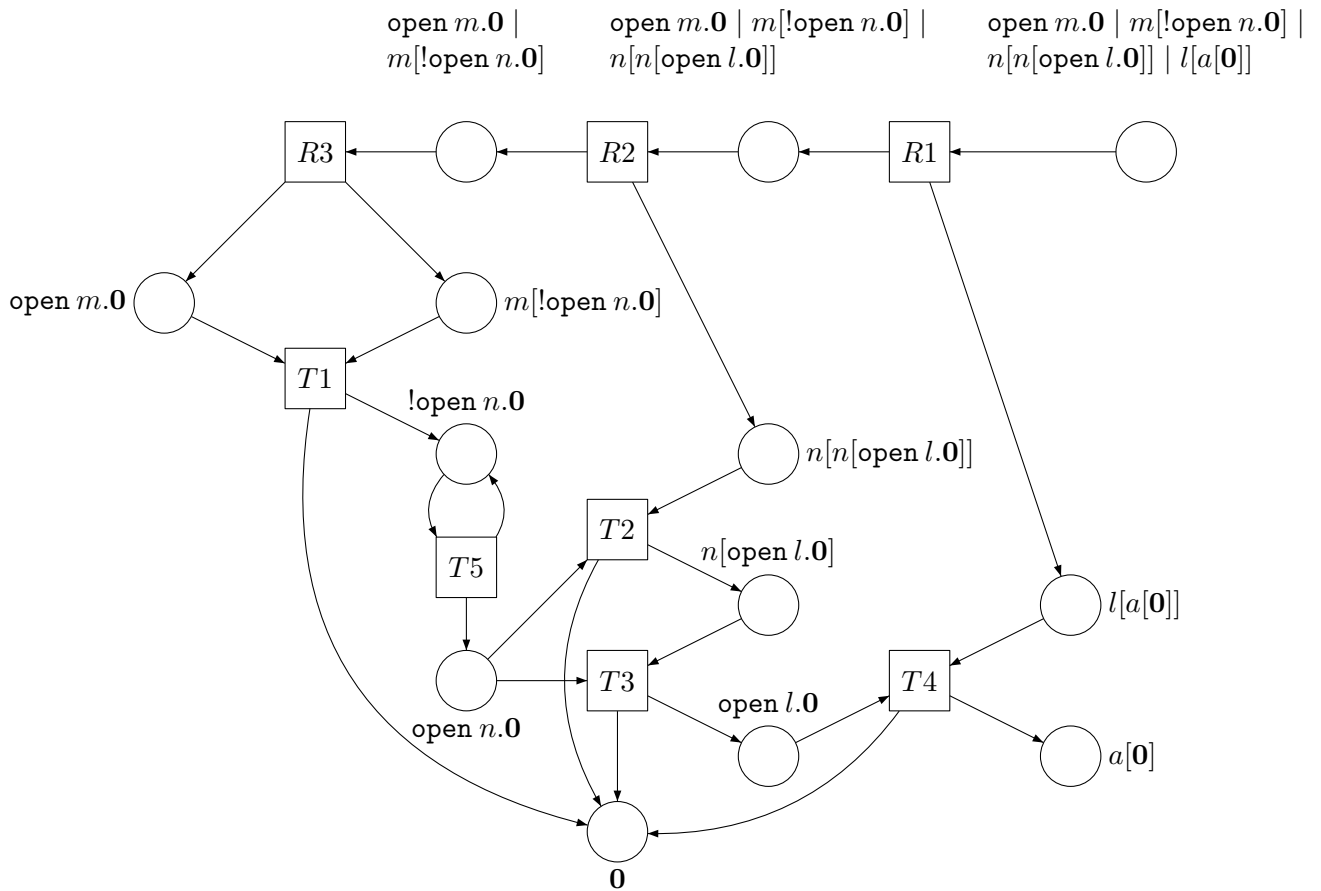 open m.0 |
m[!open n.0]
open m.0 | m[!open n.0] |
n[n[open l.0]]
open m.0 | m[!open n.0] |
n[n[open l.0]] | l[a[0]]
R3
R2
R1
open m.0
m[!open n.0]
T1
!open n.0
n[n[open l.0]]
T2
n[open l.0]
T5
l[a[0]]
T3
T4
open l.0
open n.0
a[0]
0